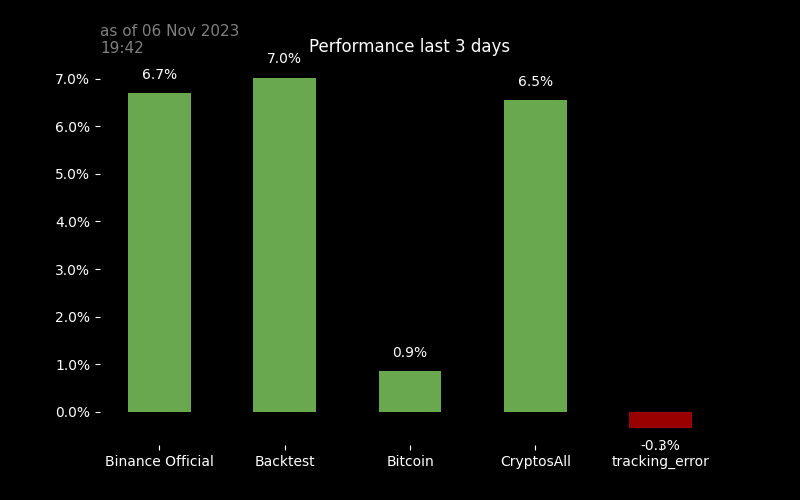 as of 06 Nov 2023
19:42
Performance last 3 days
7.0%
6.0%
5.0%
4.0%
3.0%
2.0%
1.0%
0.0%
6.7%
7.0%
0.9%
6.5%
-0.3%
Binance Official
Backtest
Bitcoin
CryptosAll
tracking_error